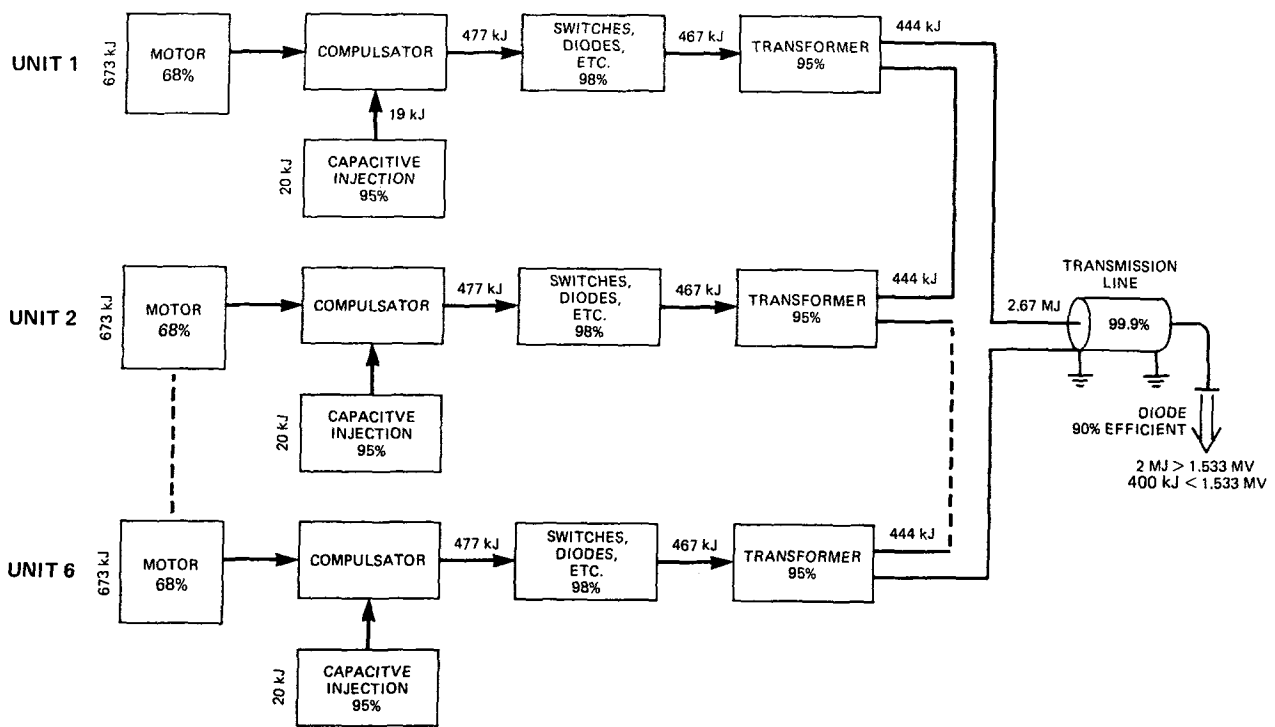 UNIT 1
673 kJ
MOTOR
68%
COMPULSATOR
477 kJ
SWITCHES,
DIODES,
ETC.
98%
467 kJ
TRANSFORMER
95%
444 kJ
19 kJ
20 kJ
CAPACITIVE
INJECTION
95%
UNIT 2
673 kJ
MOTOR
68%
COMPULSATOR
477 kJ
SWITCHES,
DIODES,
ETC.
98%
467 kJ
TRANSFORMER
95%
444 kJ
20 kJ
CAPACITVE
INJECTION
95%
TRANSMISSION
LINE
2.67 MJ
99.9%
DIODE
90% EFFICIENT
2 MJ > 1.533 MV
400 kJ < 1.533 MV
UNIT 6
673 kJ
MOTOR
68%
COMPULSATOR
477 kJ
SWITCHES,
DIODES,
ETC.
98%
467 kJ
TRANSFORMER
95%
444 kJ
20 kJ
CAPACITVE
INJECTION
95%